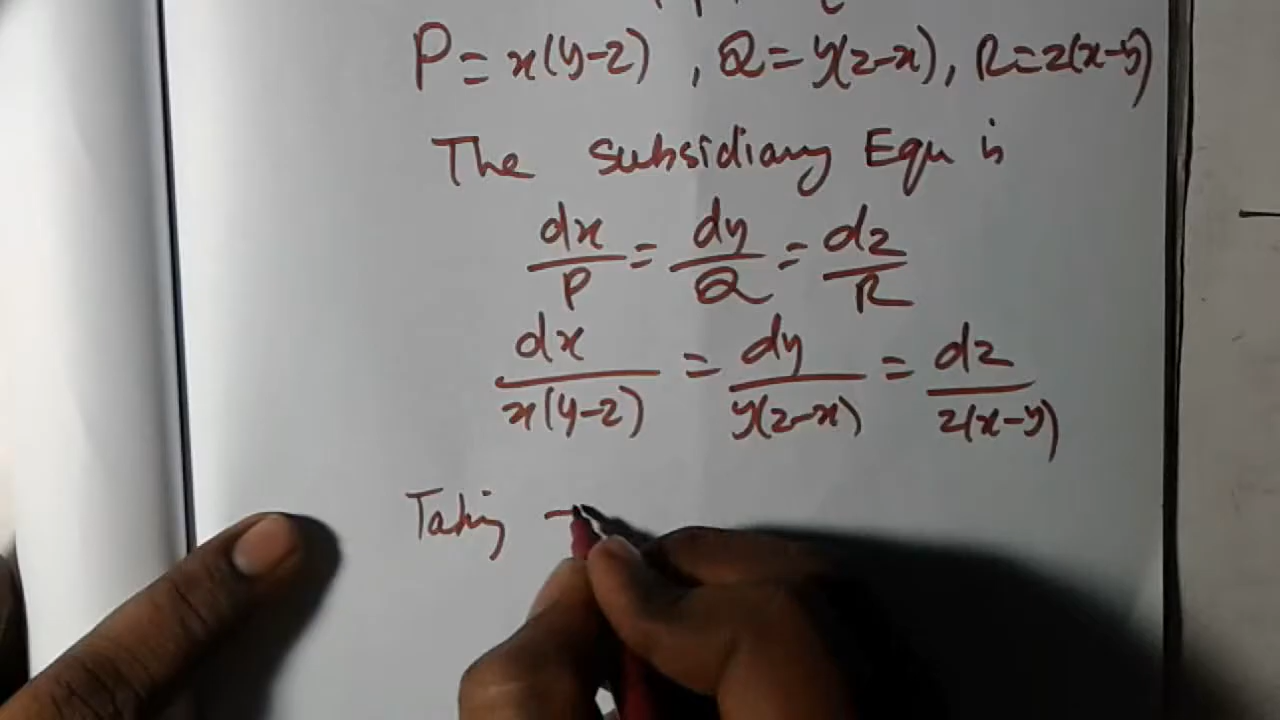 P = x(y-z) , Q = y(z-x), R = z(x-y)
The Subsidiary Equ is
dx/P = dy/Q = dz/R
dx/x(y-z) = dy/y(z-x) = dz/z(x-y)
Taking